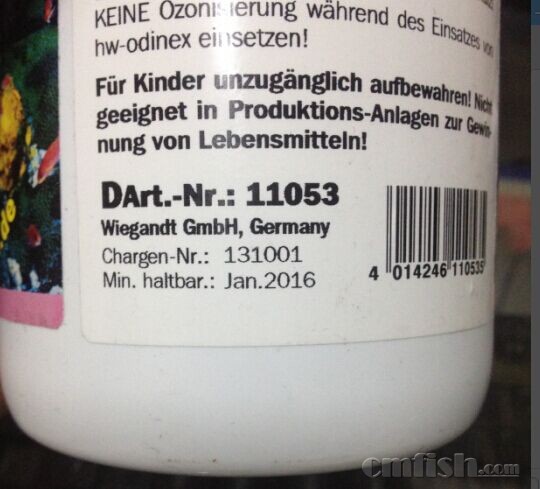 KEINE Ozonisierung während des Einsatzes von
hw-odinex einsetzen!
Für Kinder unzugänglich aufbewahren! Nicht
geeignet in Produktions-Anlagen zur Gewin-
nung von Lebensmitteln!
DArt.-Nr.: 11053
Wiegandt GmbH, Germany
Chargen-Nr.: 131001
Min. haltbar.: Jan.2016
4 014246 110535
cmfish.com